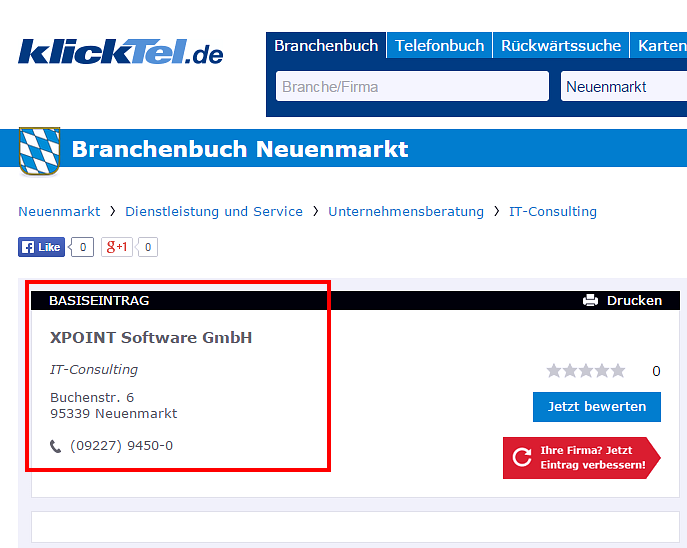 klickTel.de
Branchenbuch Telefonbuch Rückwärtssuche Karten
Branche/Firma Neuenmarkt
Branchenbuch Neuenmarkt
Neuenmarkt > Dienstleistung und Service > Unternehmensberatung > IT-Consulting
f Like 0 g+1 0
BASISEINTRAG Drucken
XPOINT Software GmbH
IT-Consulting
0
Buchenstr. 6
95339 Neuenmarkt
Jetzt bewerten
(09227) 9450-0
Ihre Firma? Jetzt
Eintrag verbessern!